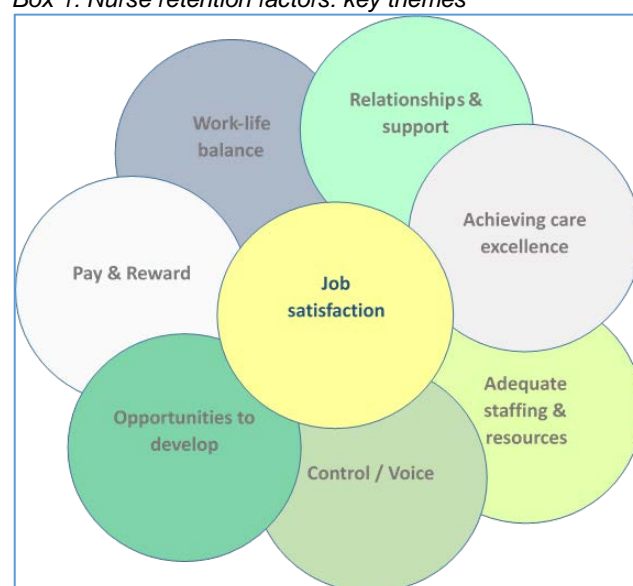 Box 1: Nurse retention factors: key themes
Relationships &
support
Work-life
balance
Achieving care
excellence
Pay & Reward
Job
satisfaction
Adequate
staffing &
resources
Opportunities to
develop
Control / Voice